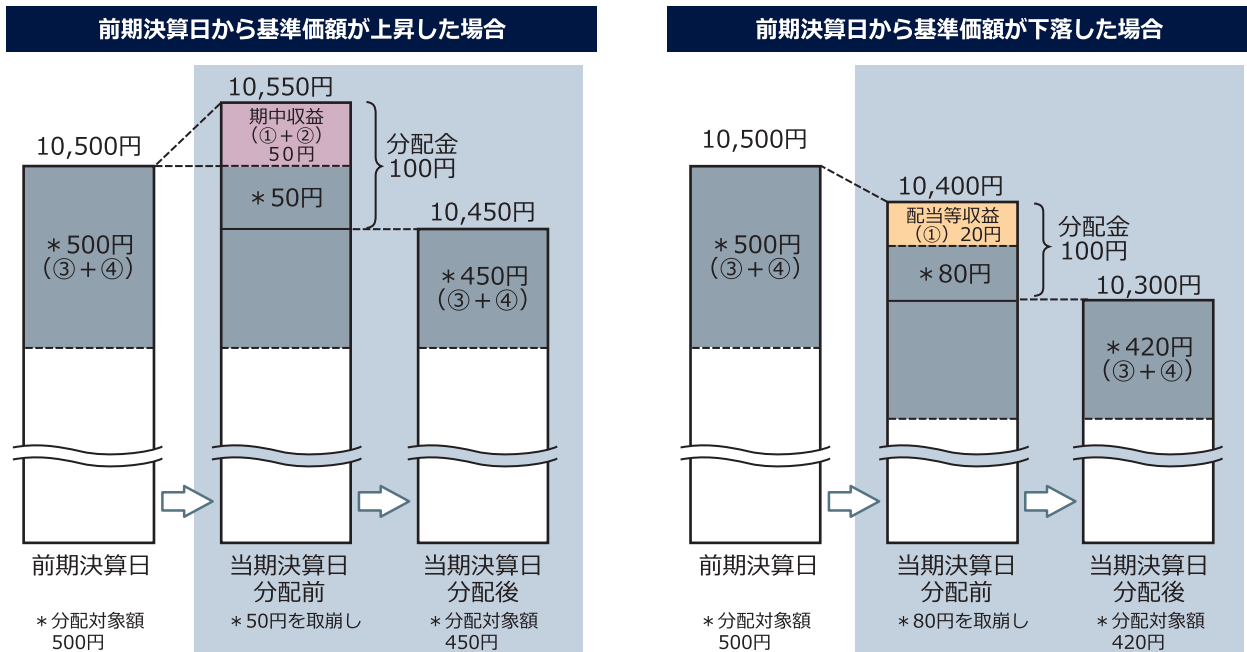 前期決算日から基準価額が上昇した場合
10,550円
期中収益
（①＋②）
50円
10,500円
分配金
100円
＊50円
10,450円
＊500円
（③＋④）
＊450円
（③＋④）
前期決算日
当期決算日
分配前
当期決算日
分配後
＊分配対象額
500円
＊50円を取崩し
＊分配対象額
450円
前期決算日から基準価額が下落した場合
10,500円
10,400円
配当等収益
（①）20円
分配金
100円
＊500円
（③＋④）
＊80円
10,300円
＊420円
（③＋④）
前期決算日
当期決算日
分配前
当期決算日
分配後
＊分配対象額
500円
＊80円を取崩し
＊分配対象額
420円